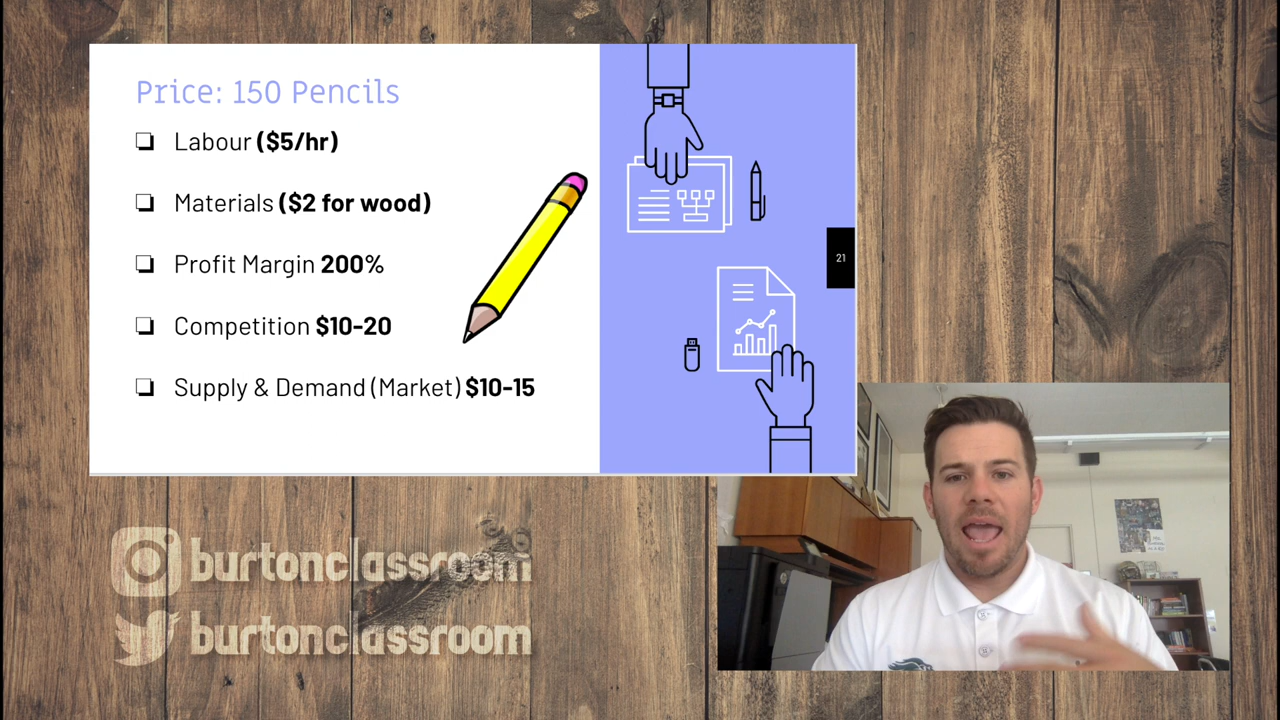 Price: 150 Pencils
Labour ($5/hr)
Materials ($2 for wood)
Profit Margin 200%
Competition $10-20
Supply & Demand (Market) $10-15
21
burtonclassroom
burtonclassroom